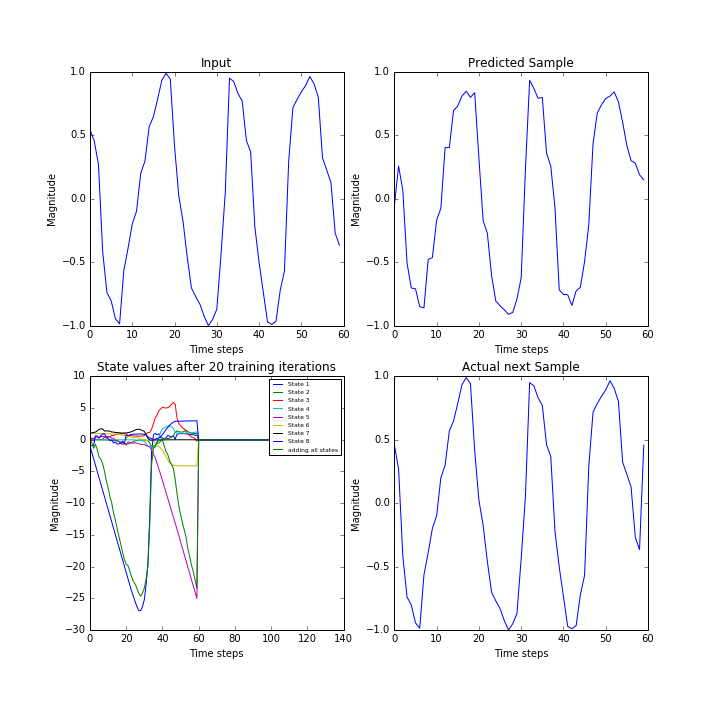 Input
1.0
0.5
0.0
−0.5
−1.0
Magnitude
0 10 20 30 40 50 60
Time steps
Predicted Sample
1.0
0.5
0.0
−0.5
−1.0
Magnitude
0 10 20 30 40 50 60
Time steps
State values after 20 training iterations
10
5
0
−5
−10
−15
−20
−25
−30
Magnitude
State 1
State 2
State 3
State 4
State 5
State 6
State 7
State 8
adding all states
0 20 40 60 80 100 120 140
Time steps
Actual next Sample
1.0
0.5
0.0
−0.5
−1.0
Magnitude
0 10 20 30 40 50 60
Time steps